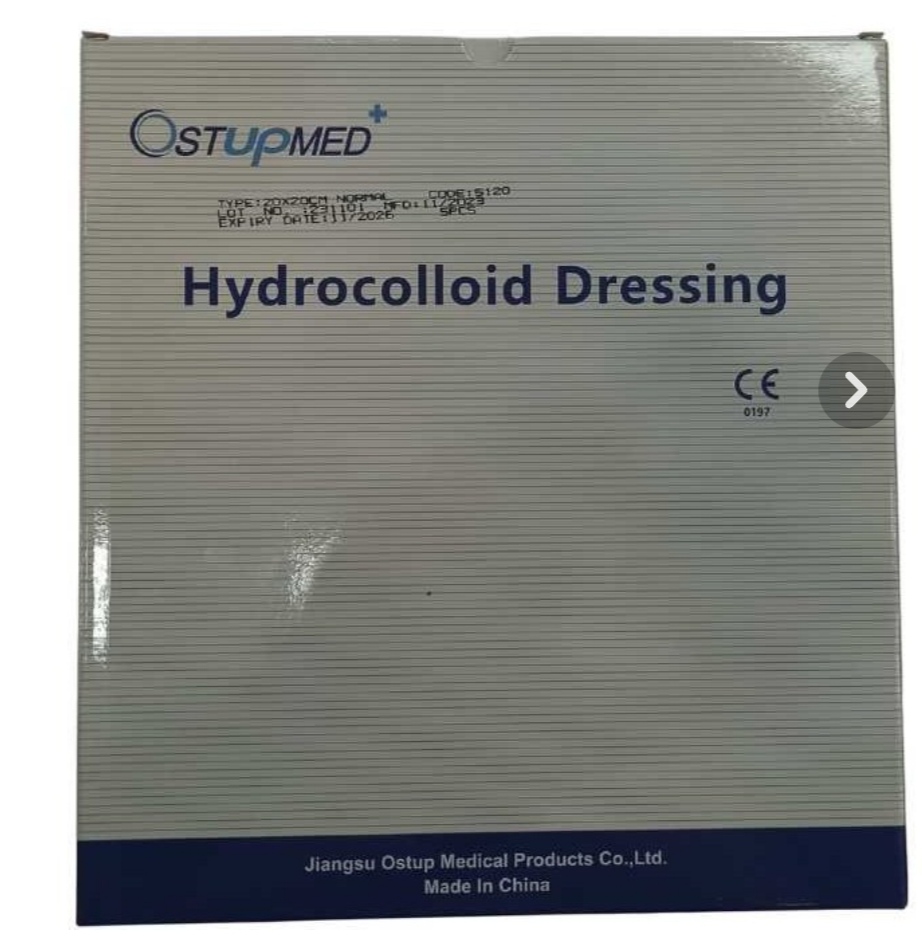 OSTUPMED+
TYPE:20X20CM NORMAL CODE:S120
LOT NO. :231101 MFD:11/2023
EXPIRY DATE:11/2026 5PCS
Hydrocolloid Dressing
CE
0197
Jiangsu Ostup Medical Products Co.,Ltd.
Made In China